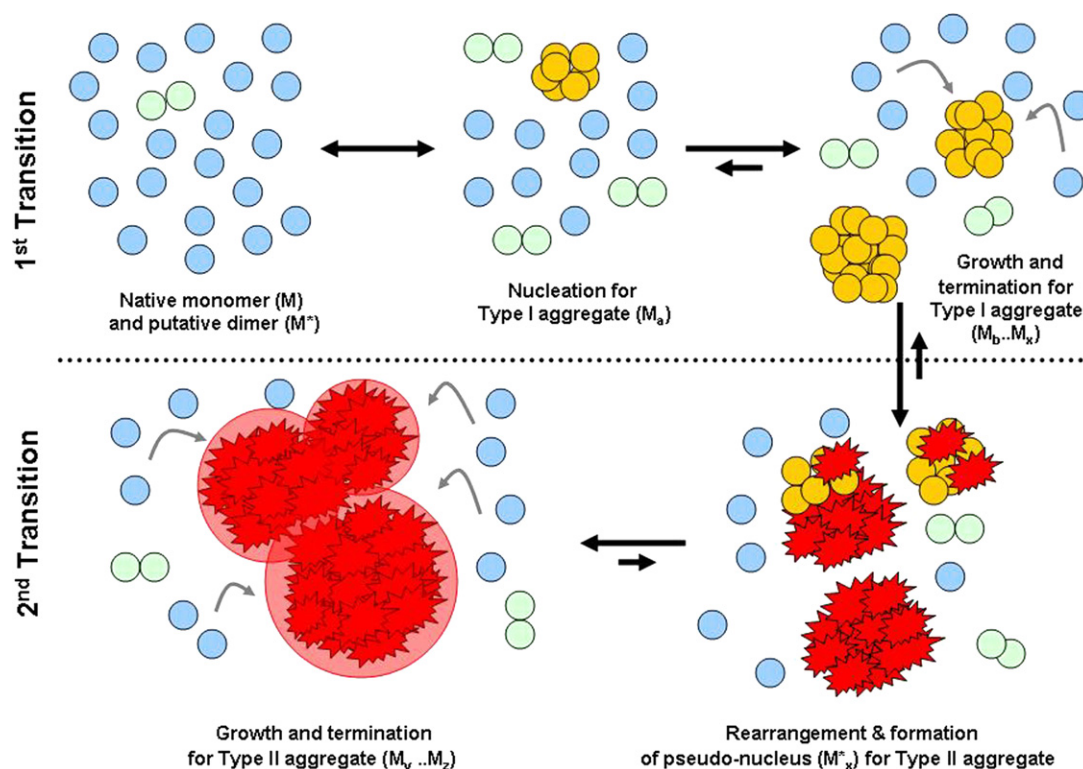 1st Transition
Native monomer (M)
and putative dimer (M*)
Nucleation for
Type I aggregate (Ma)
Growth and
termination for
Type I aggregate
(Mb..Mx)
2nd Transition
Growth and termination
for Type II aggregate (My ..Mz)
Rearrangement & formation
of pseudo-nucleus (M*x) for Type II aggregate